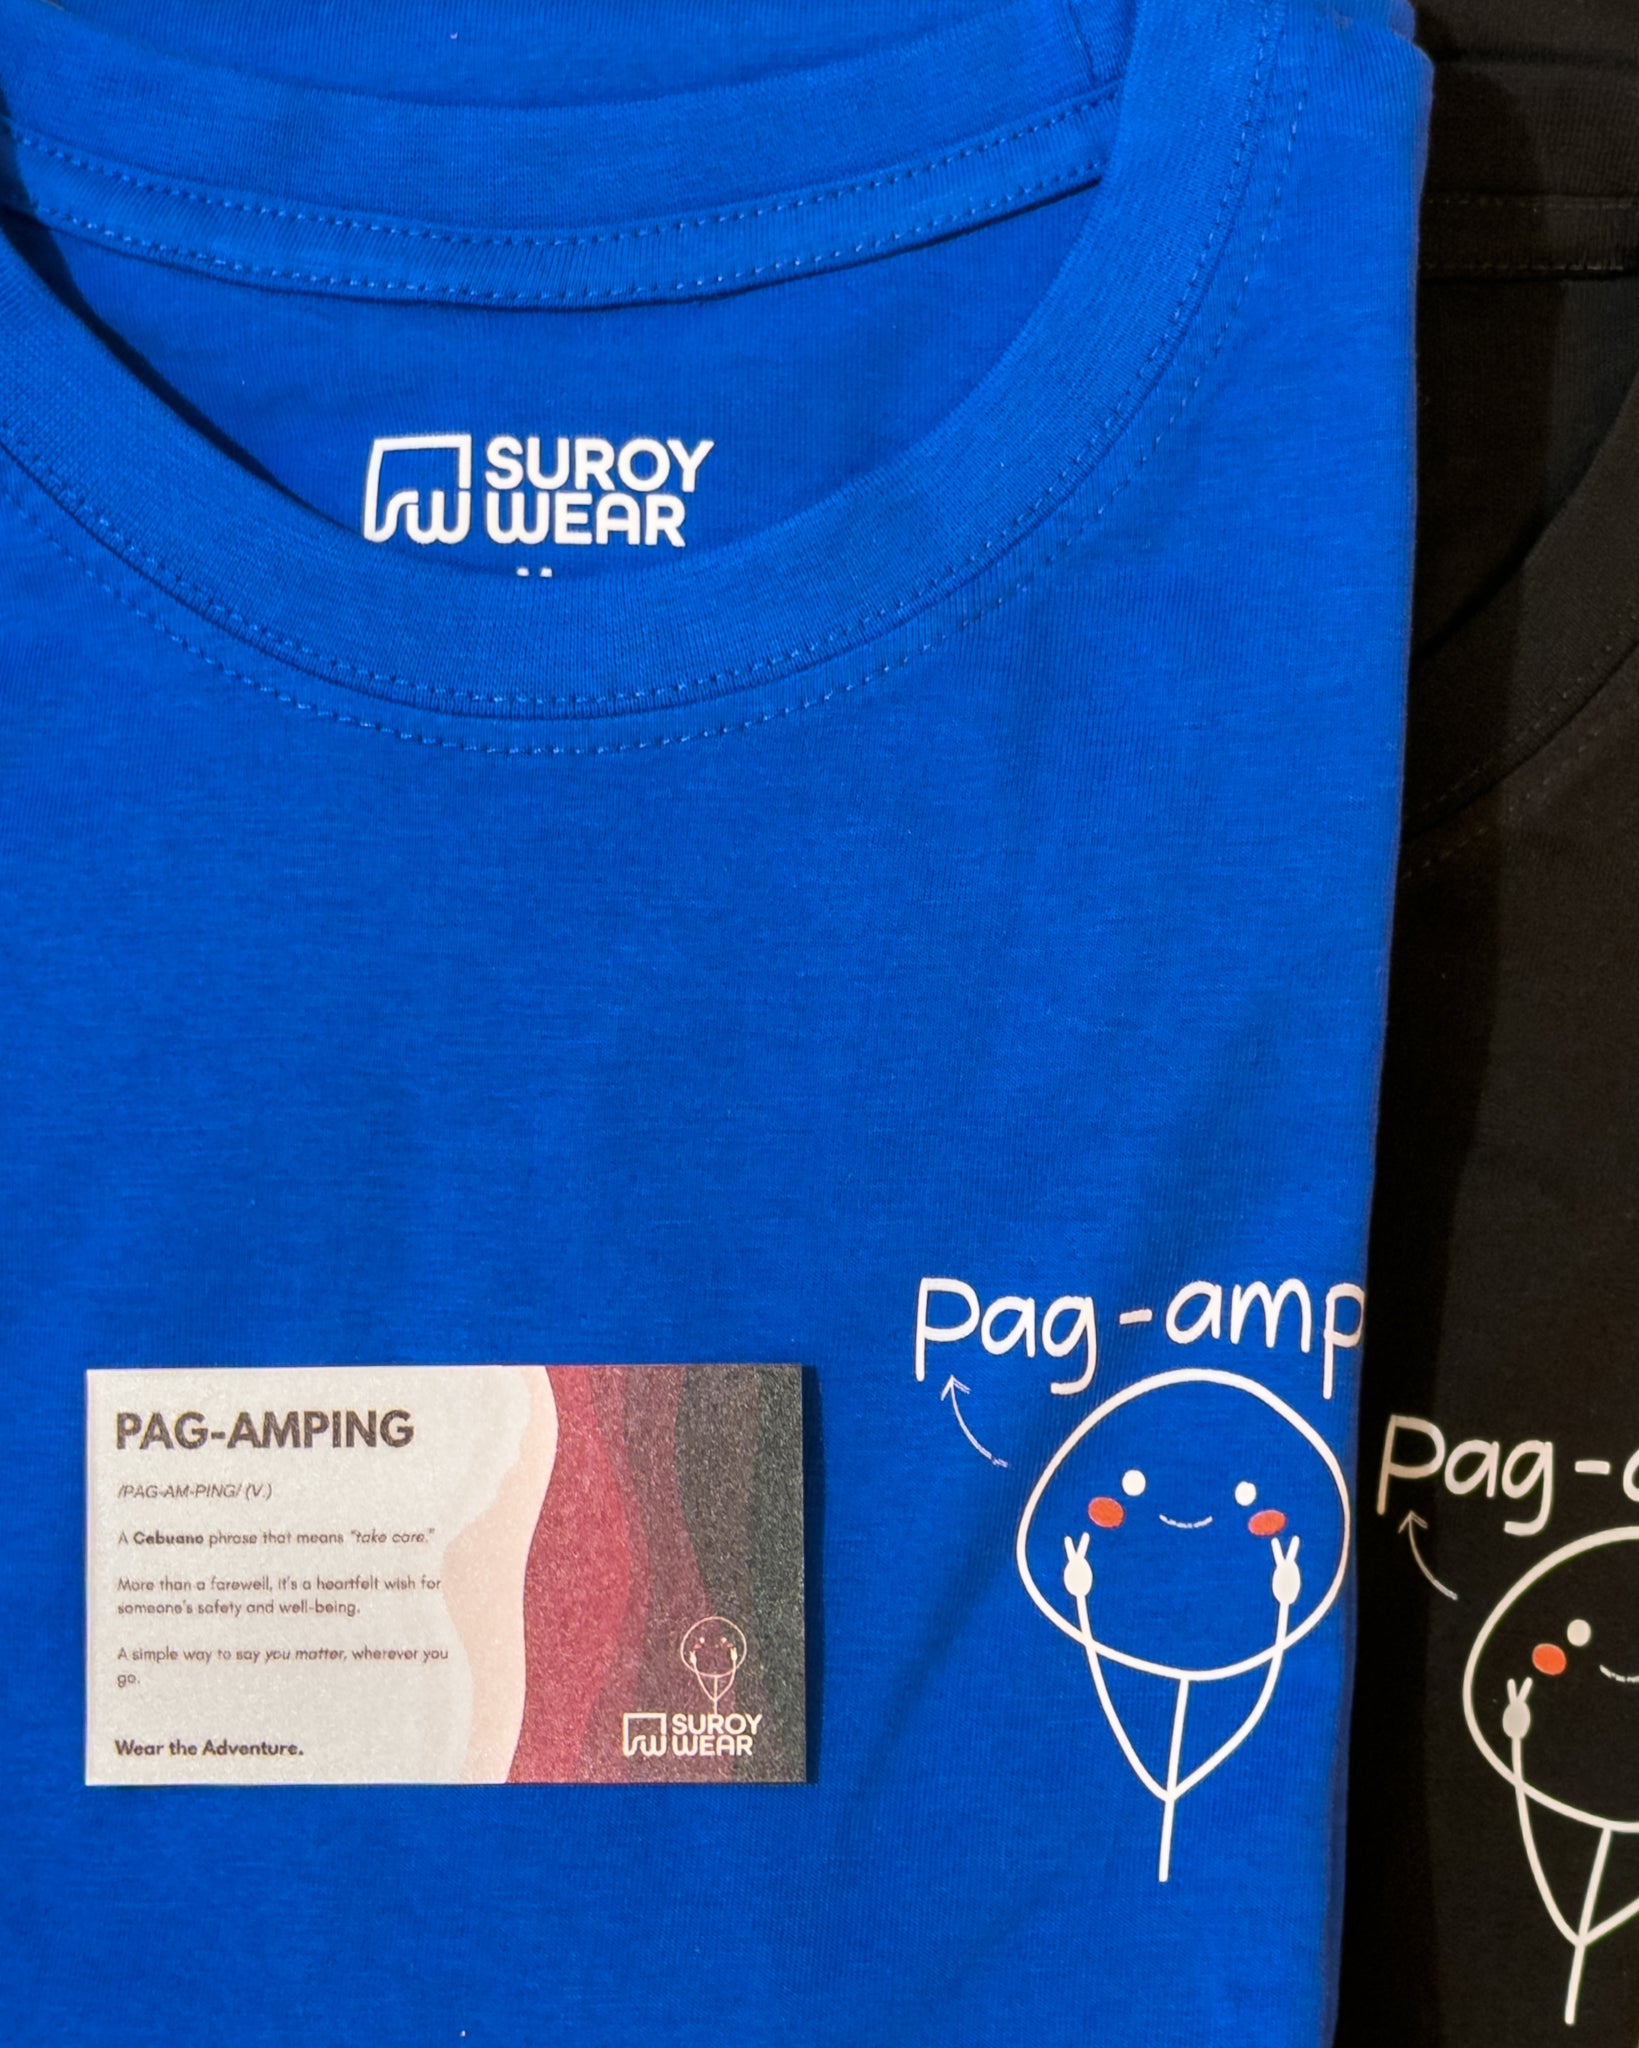 SUROY
WEAR
pag-amp
pag-a
PAG-AMPING
/PAG-AM-PING/ (V.)
A Cebuano phrase that means "take care."
More than a farewell, it's a heartfelt wish for
someone's safety and well-being.
A simple way to say you matter, wherever you
go.
Wear the Adventure.
SUROY
WEAR